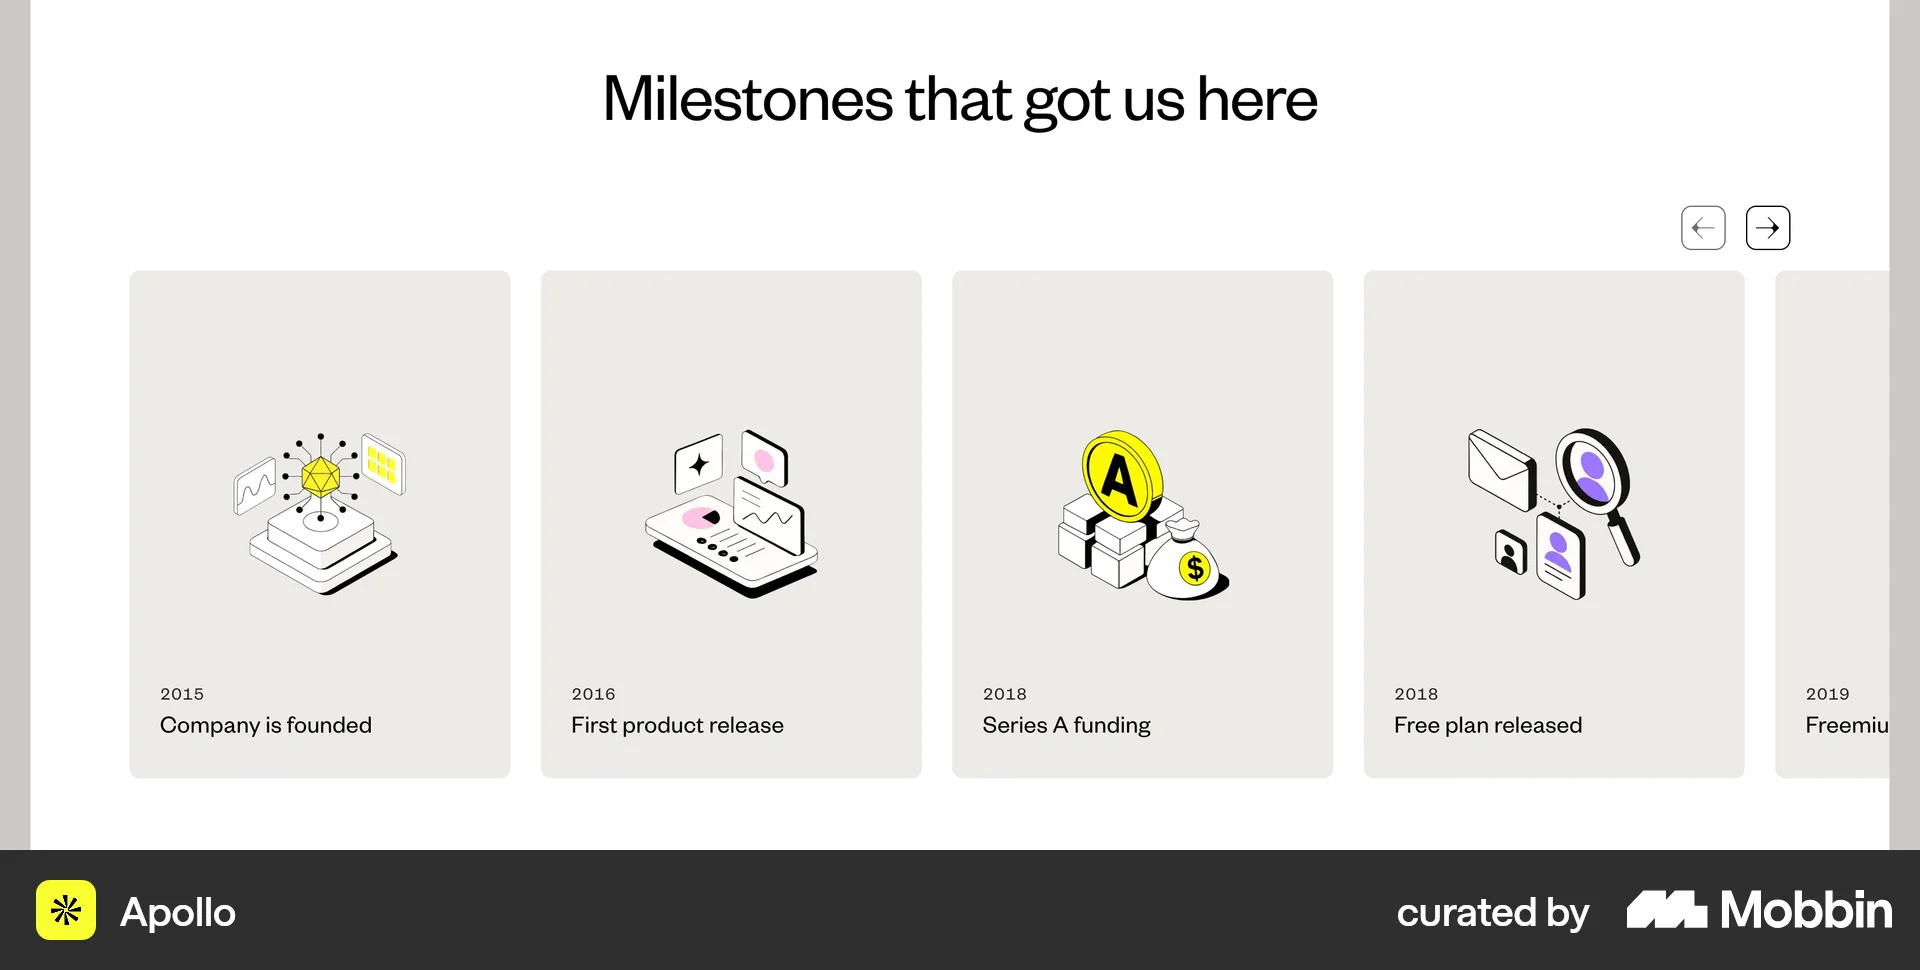 Milestones that got us here
A
$
2015
Company is founded
2016
First product release
2018
Series A funding
2018
Free plan released
2019
Freemiu
Apollo
curated by
Mobbin